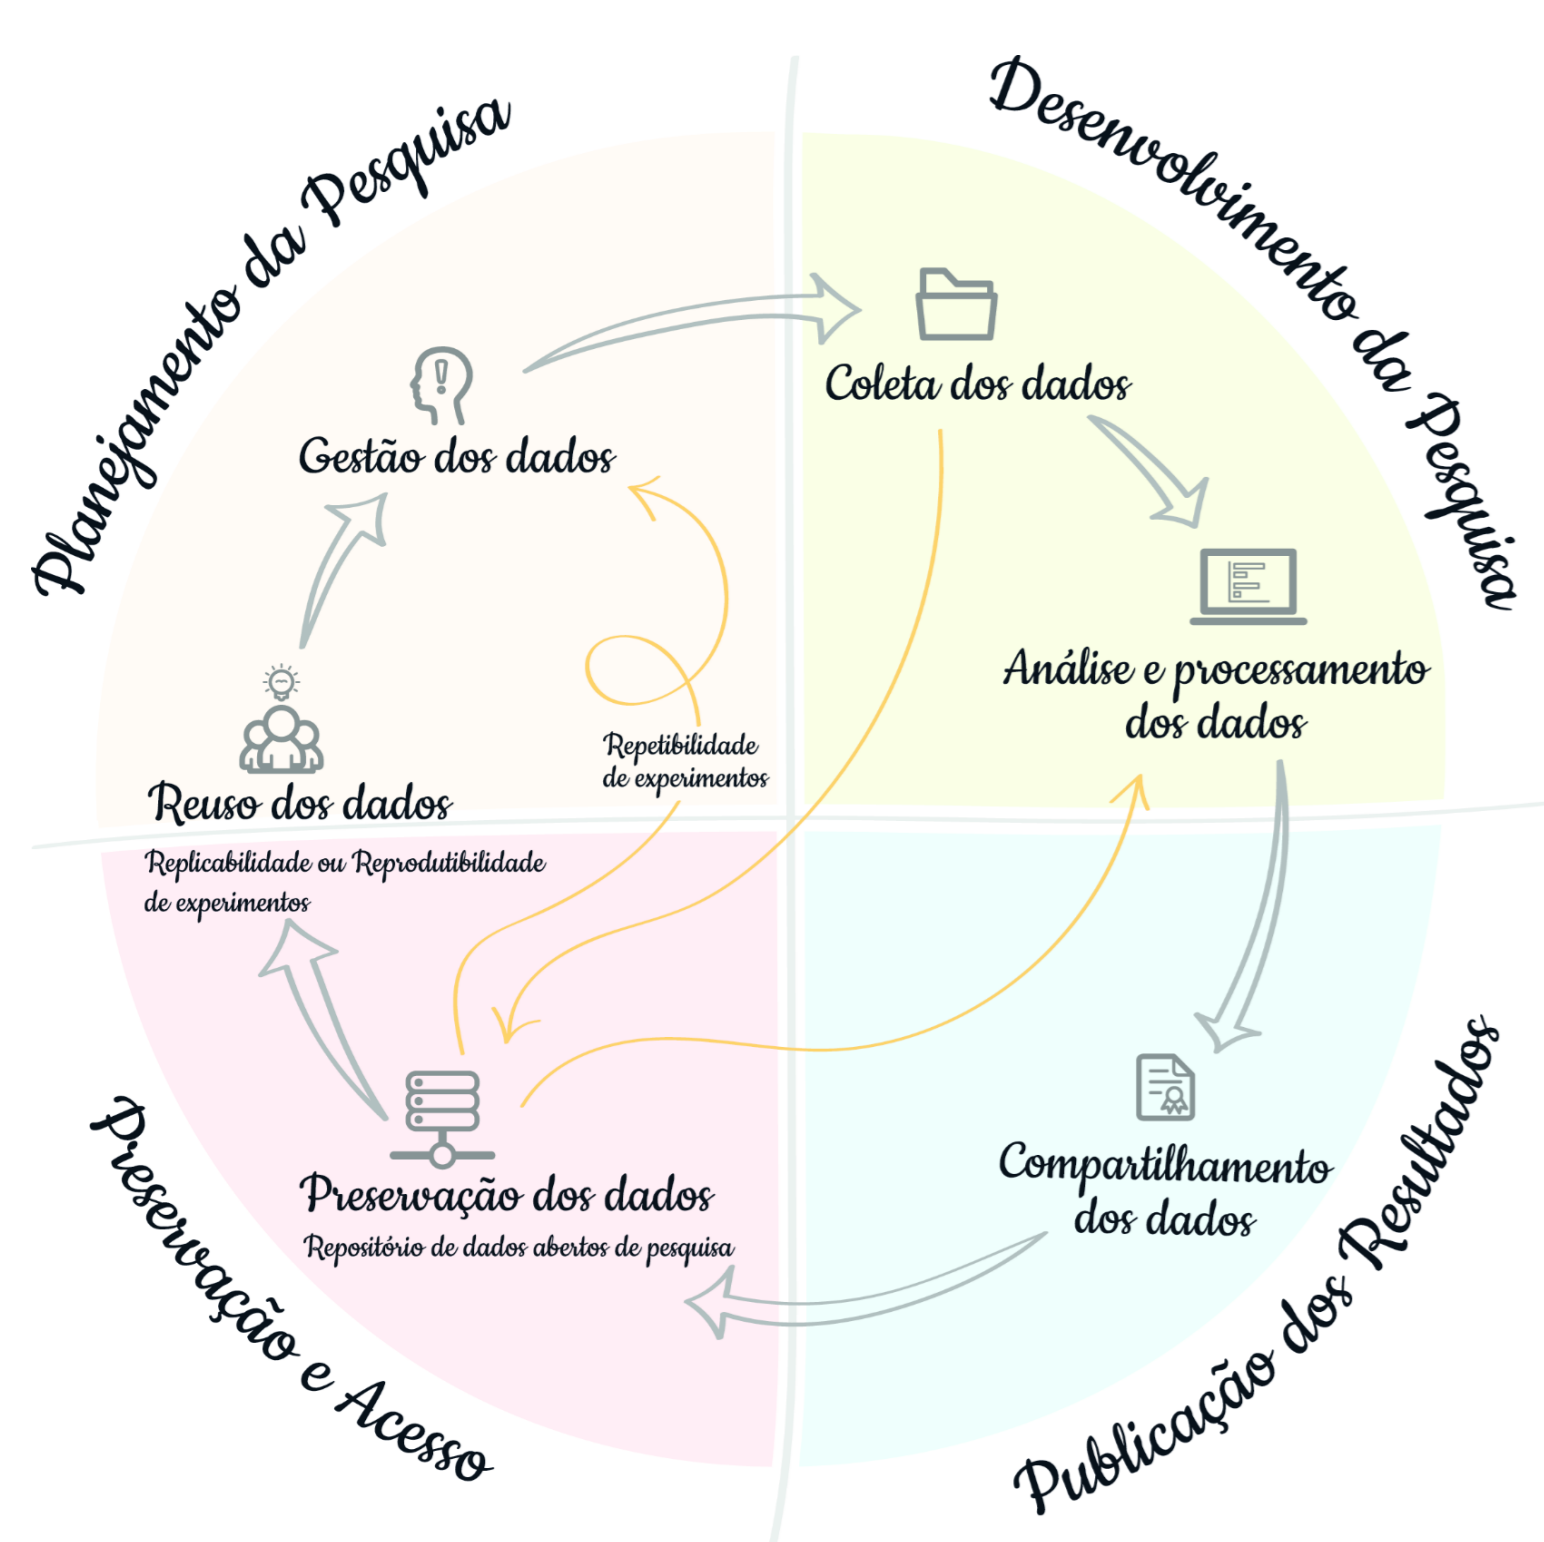 Planejamento da Pesquisa
Desenvolvimento da Pesquisa
Coleta dos dados
Gestão dos dados
Análise e processamento
dos dados
Repetibilidade
de experimentos
Reuso dos dados
Replicabilidade ou Reprodutibilidade
de experimentos
Compartilhamento
dos dados
Preservação dos dados
Repositório de dados abertos de pesquisa
Preservação e Acesso
Publicação dos Resultados